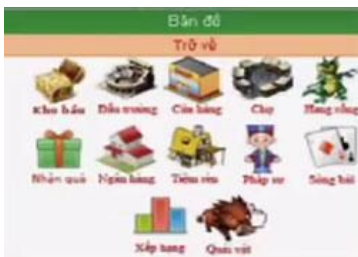 Bản đồ
Trở về
Kho báu Đấu trường Cửa hàng Chợ Hang rồng
Nhận quà Ngân hàng Tiệm rèn Pháp sư Sòng bài
Xếp hạng Quái vật